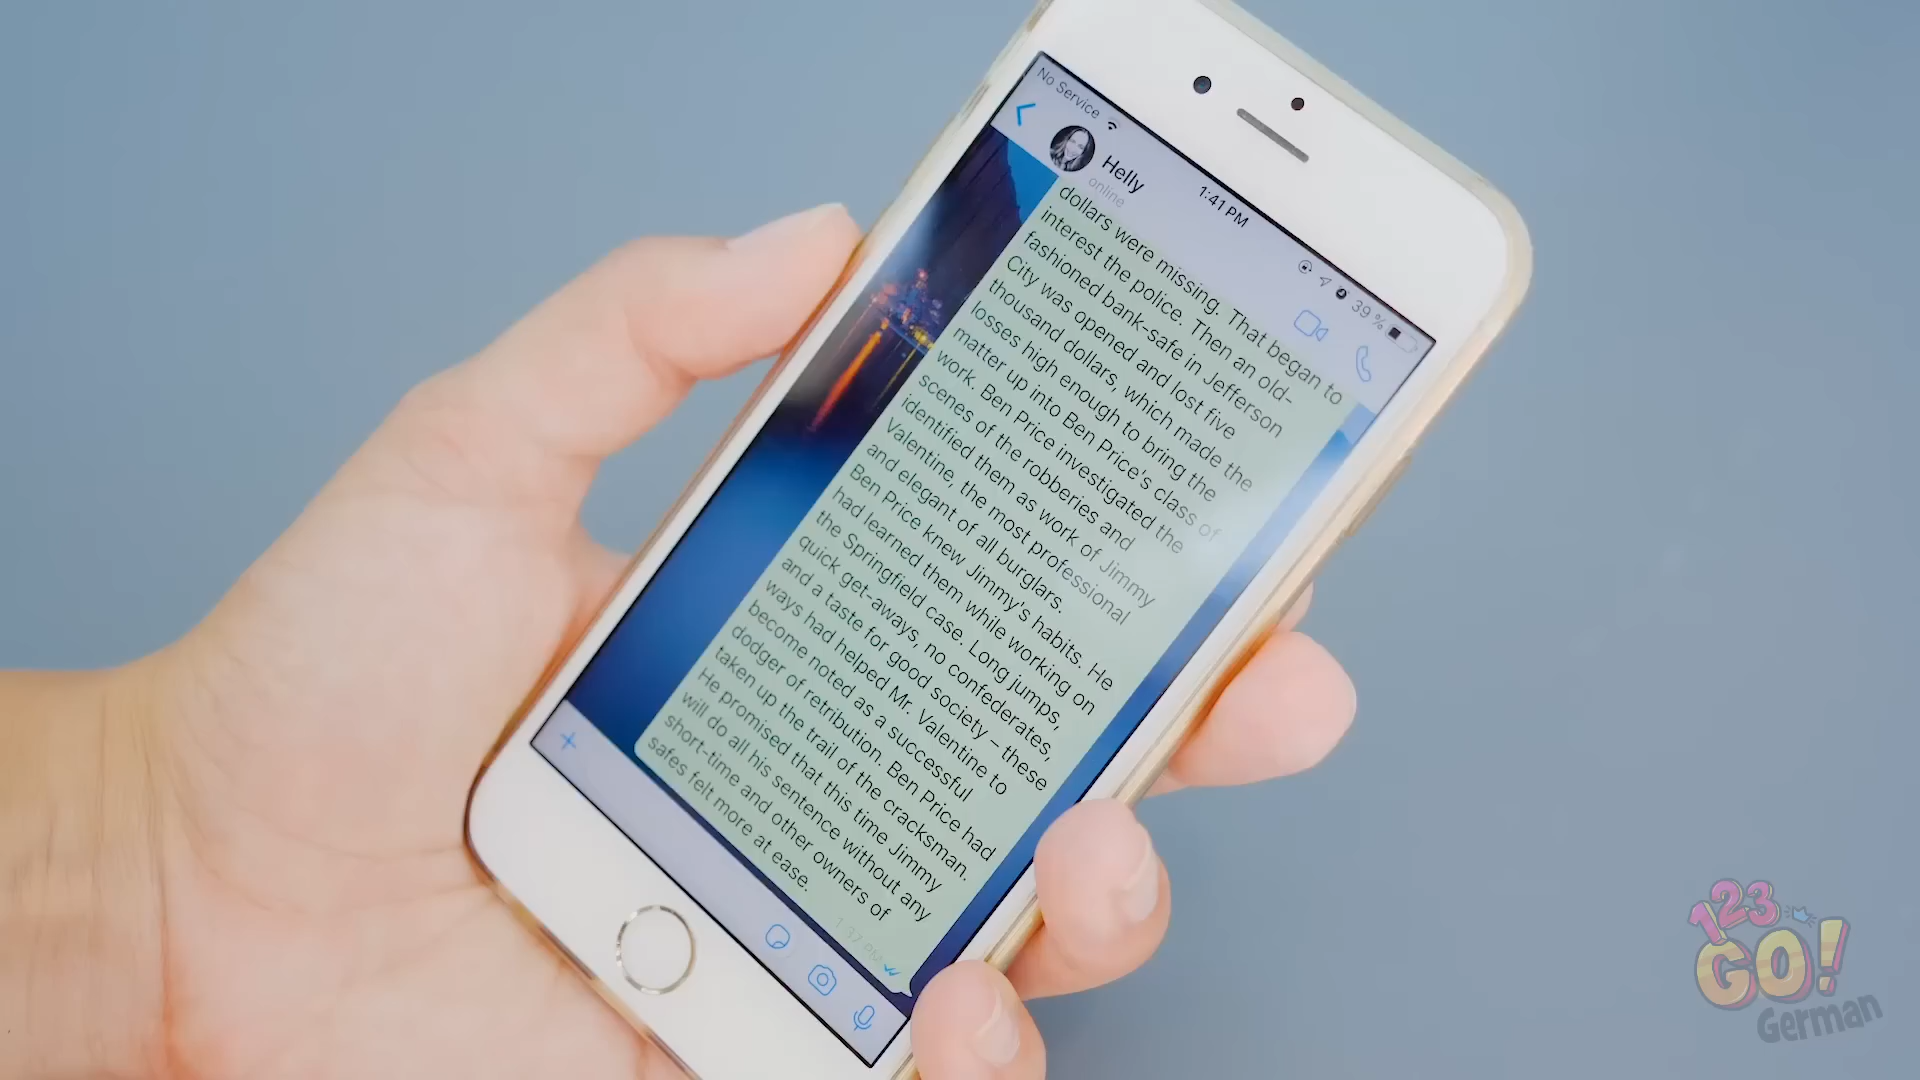 No Service
1:41 PM
39 %
Helly
online
dollars were missing. That began to
interest the police. Then an old-
fashioned bank-safe in Jefferson
City was opened and lost five
thousand dollars, which made the
losses high enough to bring the
matter up into Ben Price's class of
work. Ben Price investigated the
scenes of the robberies and
identified them as work of Jimmy
Valentine, the most professional
and elegant of all burglars.
Ben Price knew Jimmy's habits. He
had learned them while working on
the Springfield case. Long jumps,
quick get-aways, no confederates,
and a taste for good society – these
ways had helped Mr. Valentine to
become noted as a successful
dodger of retribution. Ben Price had
taken up the trail of the cracksman.
He promised that this time Jimmy
will do all his sentence without any
short-time and other owners of
safes felt more at ease.
1:37 PM
123
GO!
German